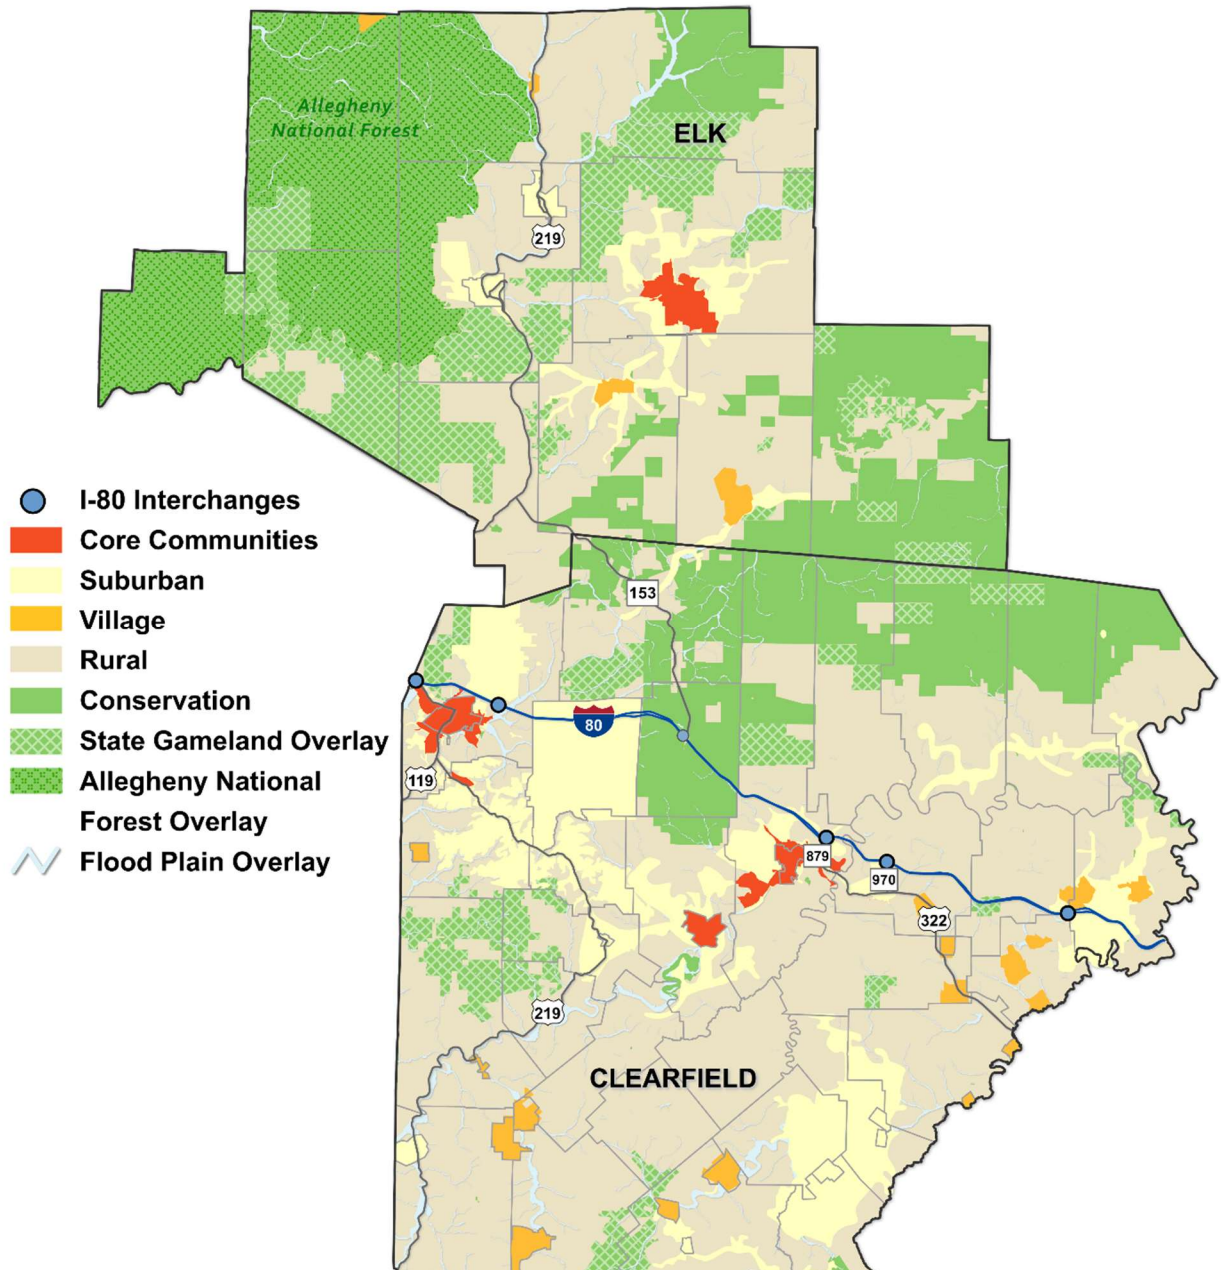 Allegheny
National Forest
ELK
219
I-80 Interchanges
Core Communities
Suburban
Village
Rural
Conservation
State Gameland Overlay
Allegheny National
Forest Overlay
Flood Plain Overlay
153
80
119
879
970
322
219
CLEARFIELD